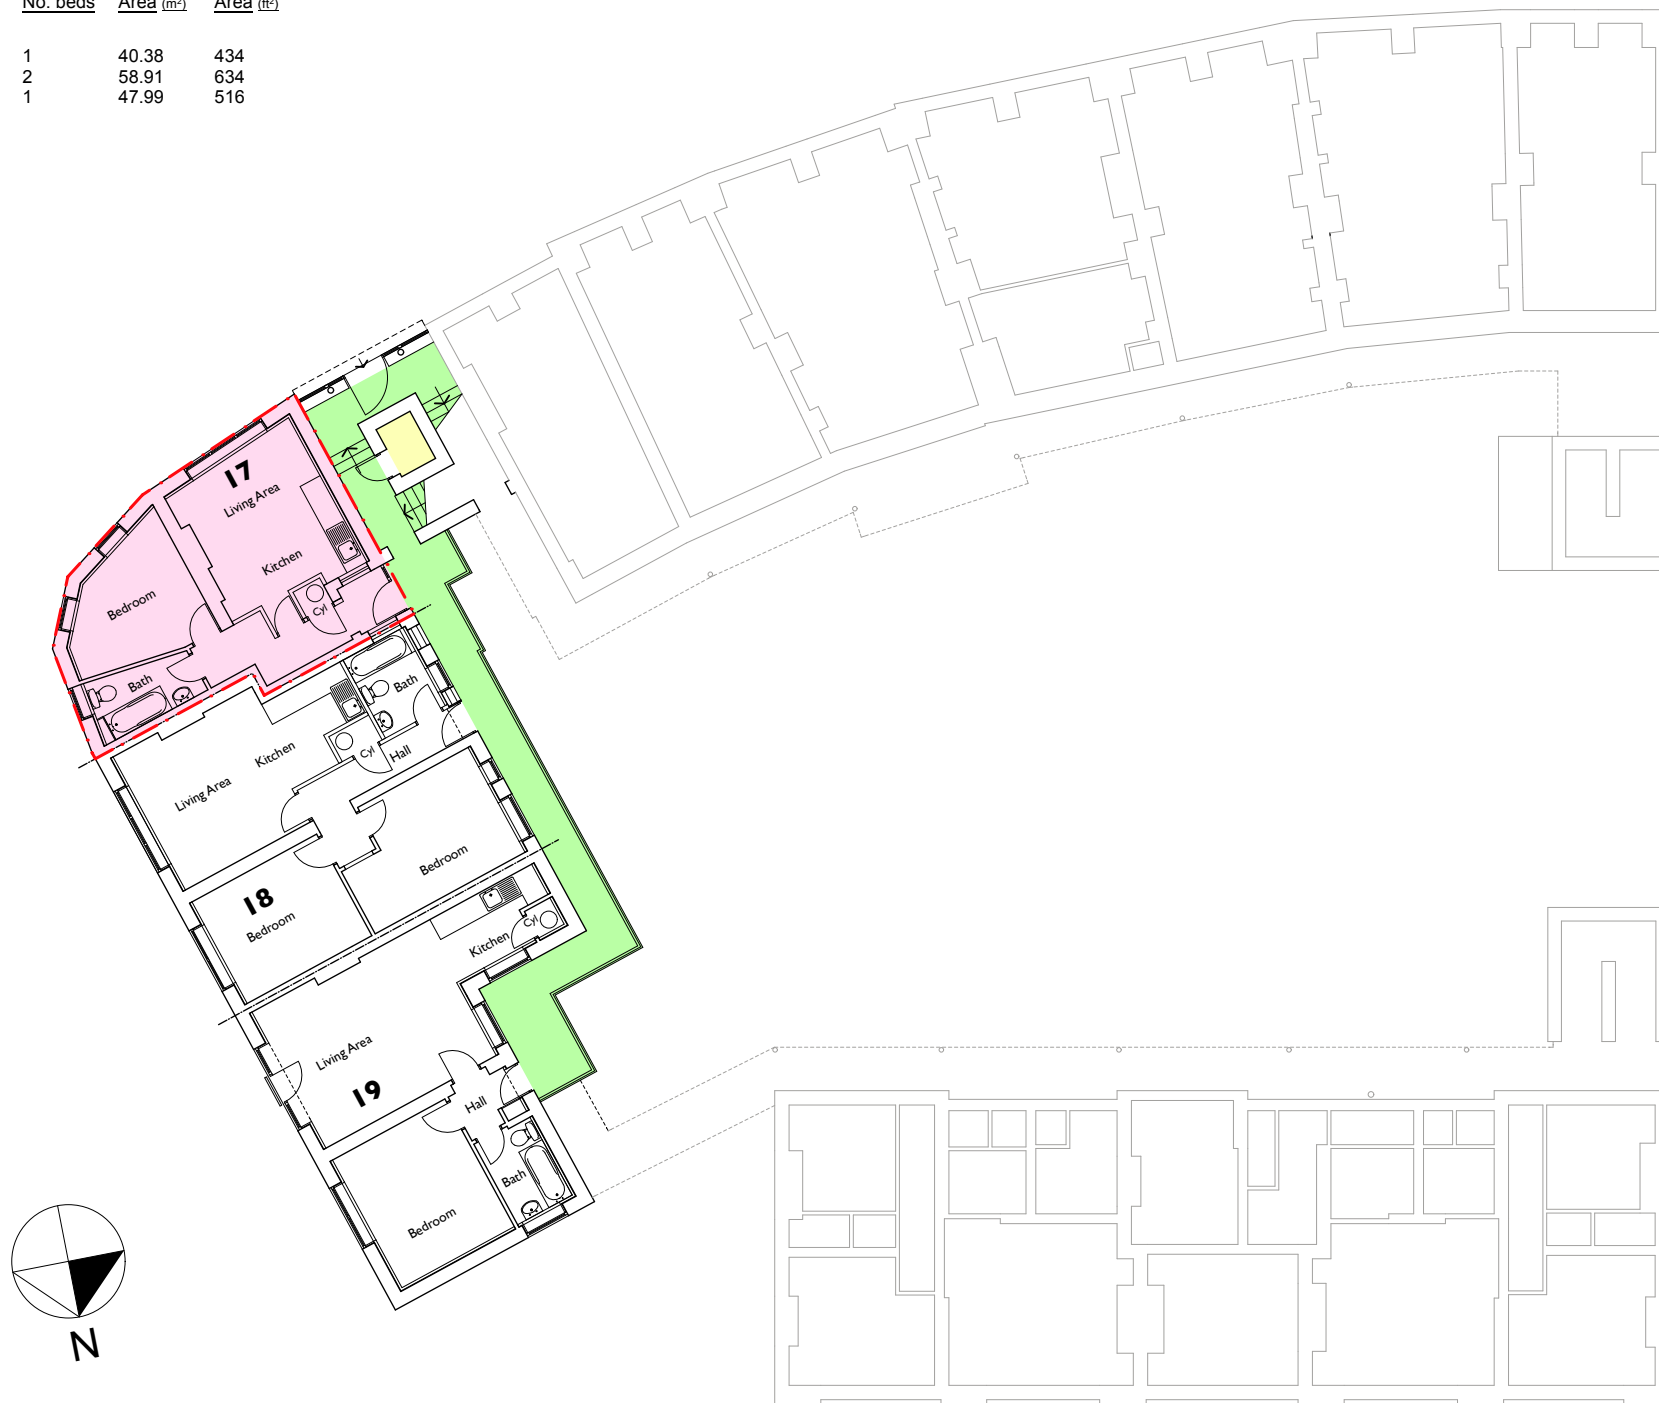 No. beds Area (m²) Area (ft²)
1 40.38 434
2 58.91 634
1 47.99 516
17
Living Area
Kitchen
Cyl
Bedroom
Bath
Bath
Kitchen
Cyl
Hall
Living Area
Bedroom
18
Bedroom
Cyl
Kitchen
Living Area
19
Hall
Bath
Bedroom
N